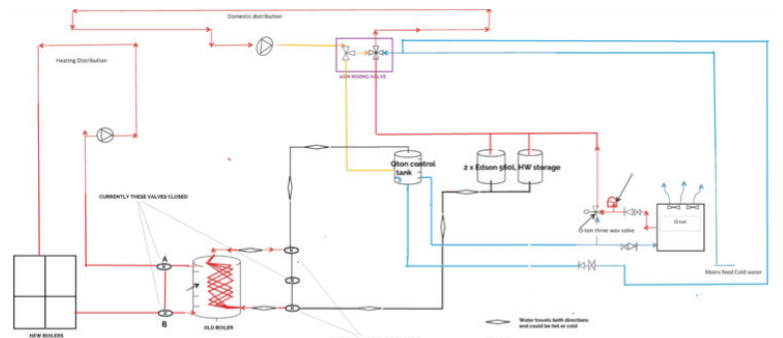 Domestic distribution
Heating Distribution
ASM MIXING VALVE
Qton control
tank
2 x Edson 560L HW storage
CURRENTLY THESE VALVES CLOSED
Q-ton three way valve
Q-ton
Mains feed Cold water
A
B
OLD BOILER
NEW BOILERS
Water travels both directions
and could be hot or cold